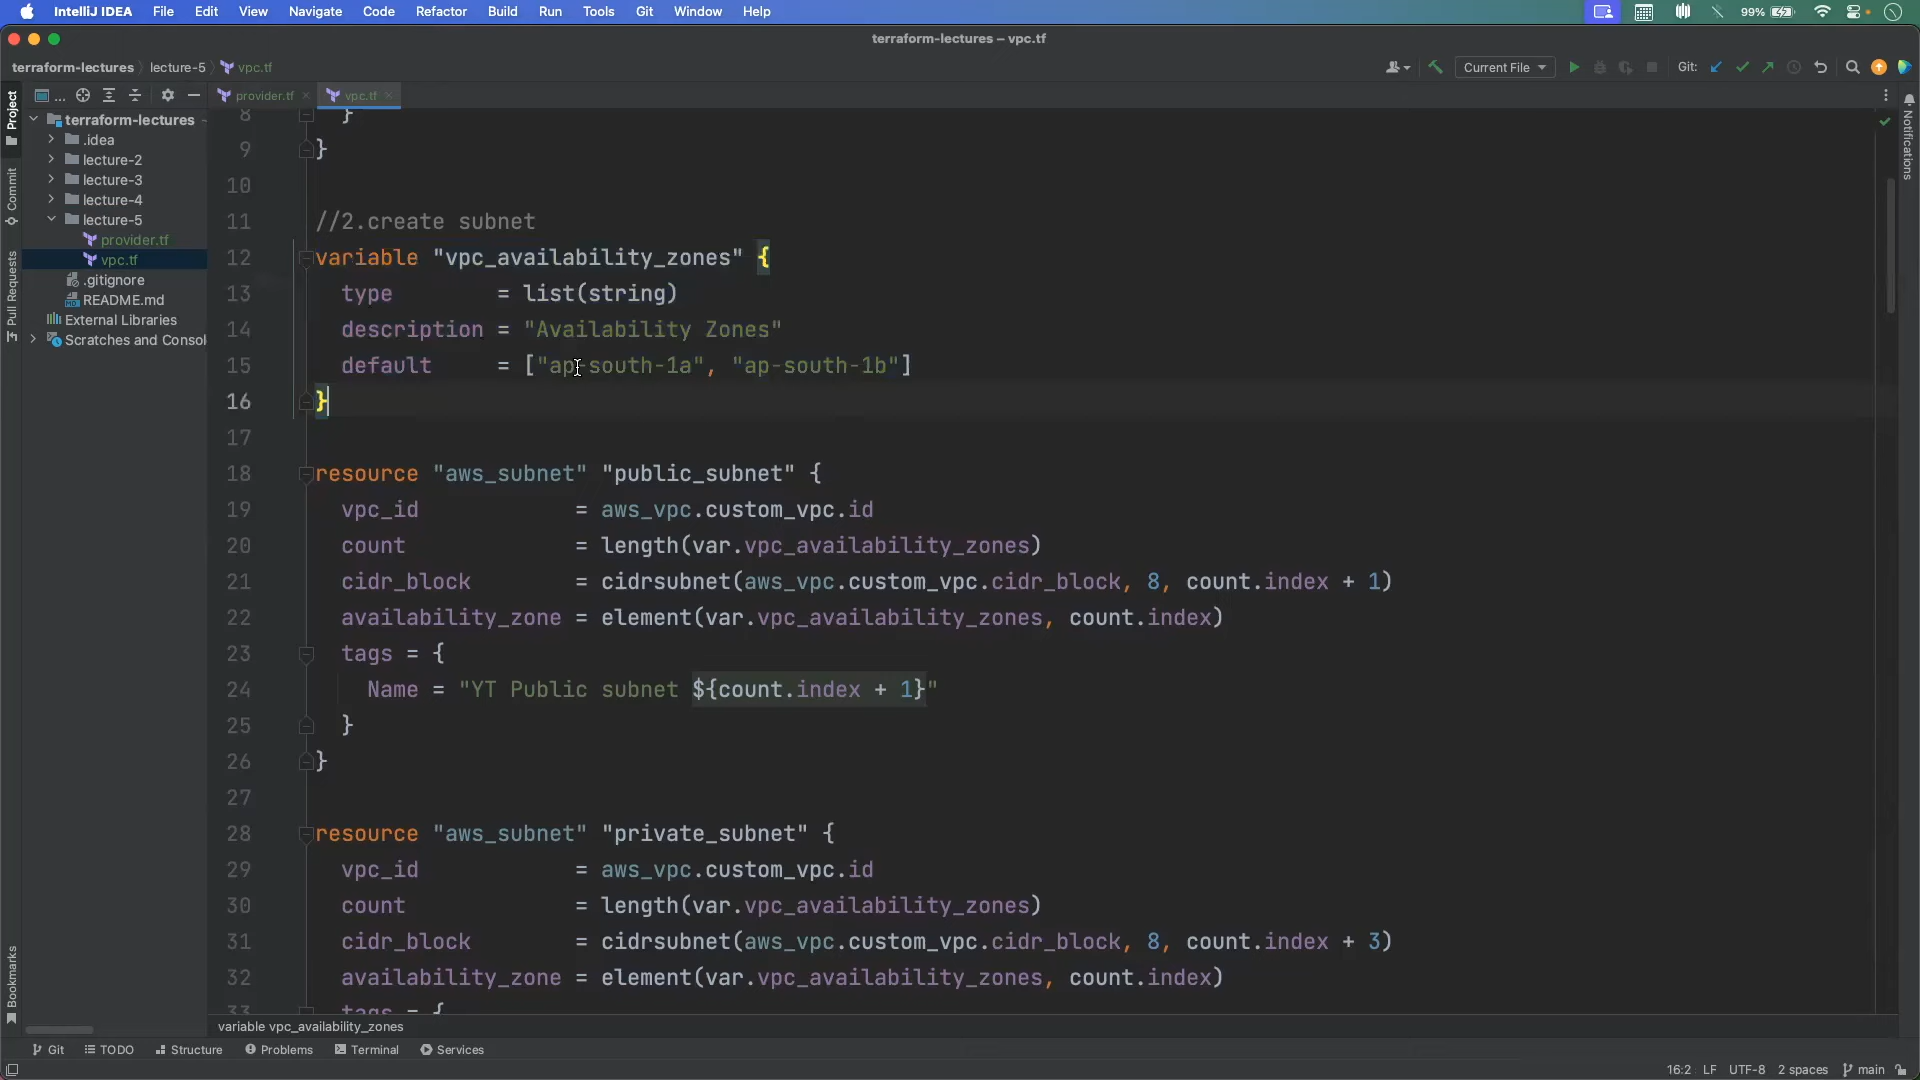 IntelliJ IDEA File Edit View Navigate Code Refactor Build Run Tools Git Window Help 99%
terraform-lectures – vpc.tf
terraform-lectures lecture-5 vpc.tf Current File Git:
... provider.tf vpc.tf
Project
Commit
Pull Requests
Bookmarks
Notifications
terraform-lectures
.idea
lecture-2
lecture-3
lecture-4
lecture-5
provider.tf
vpc.tf
.gitignore
README.md
External Libraries
Scratches and Consol
8 }
9 }
10
11 //2.create subnet
12 variable "vpc_availability_zones" {
13 type = list(string)
14 description = "Availability Zones"
15 default = ["ap-south-1a", "ap-south-1b"]
16 }
17
18 resource "aws_subnet" "public_subnet" {
19 vpc_id = aws_vpc.custom_vpc.id
20 count = length(var.vpc_availability_zones)
21 cidr_block = cidrsubnet(aws_vpc.custom_vpc.cidr_block, 8, count.index + 1)
22 availability_zone = element(var.vpc_availability_zones, count.index)
23 tags = {
24 Name = "YT Public subnet ${count.index + 1}"
25 }
26 }
27
28 resource "aws_subnet" "private_subnet" {
29 vpc_id = aws_vpc.custom_vpc.id
30 count = length(var.vpc_availability_zones)
31 cidr_block = cidrsubnet(aws_vpc.custom_vpc.cidr_block, 8, count.index + 3)
32 availability_zone = element(var.vpc_availability_zones, count.index)
33 tags = {
variable vpc_availability_zones
Git TODO Structure Problems Terminal Services
16:2 LF UTF-8 2 spaces main